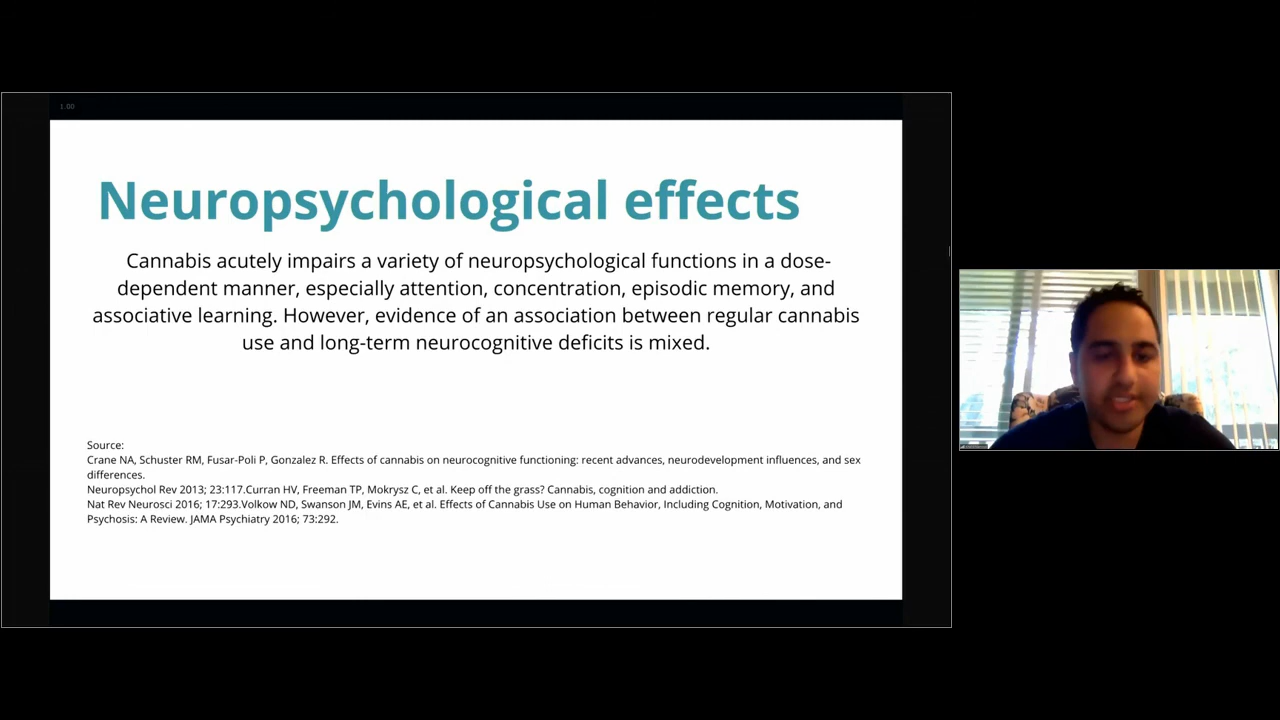 1.00
Neuropsychological effects
Cannabis acutely impairs a variety of neuropsychological functions in a dose-
dependent manner, especially attention, concentration, episodic memory, and
associative learning. However, evidence of an association between regular cannabis
use and long-term neurocognitive deficits is mixed.
Source:
Crane NA, Schuster RM, Fusar-Poli P, Gonzalez R. Effects of cannabis on neurocognitive functioning: recent advances, neurodevelopment influences, and sex
differences.
Neuropsychol Rev 2013; 23:117.Curran HV, Freeman TP, Mokrysz C, et al. Keep off the grass? Cannabis, cognition and addiction.
Nat Rev Neurosci 2016; 17:293.Volkow ND, Swanson JM, Evins AE, et al. Effects of Cannabis Use on Human Behavior, Including Cognition, Motivation, and
Psychosis: A Review. JAMA Psychiatry 2016; 73:292.